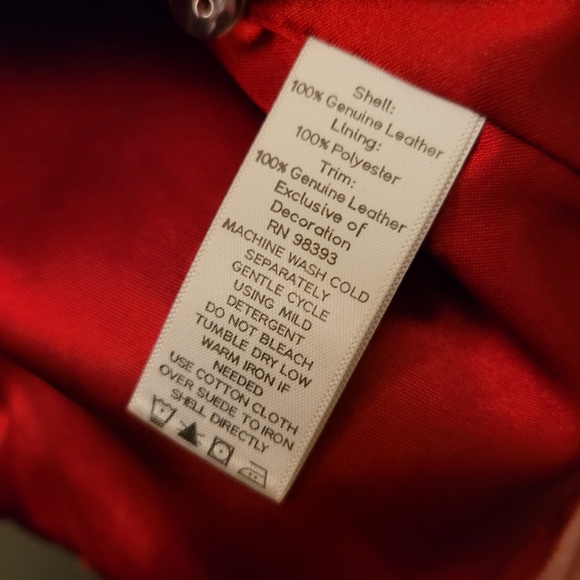 Shell:
100% Genuine Leather
Lining:
100% Polyester
Trim:
100% Genuine Leather
Exclusive of
Decoration
RN 98393
MACHINE WASH COLD
SEPARATELY
GENTLE CYCLE
USING MILD
DETERGENT
DO NOT BLEACH
TUMBLE DRY LOW
WARM IRON IF
NEEDED
USE COTTON CLOTH
OVER SUEDE TO IRON
SHELL DIRECTLY